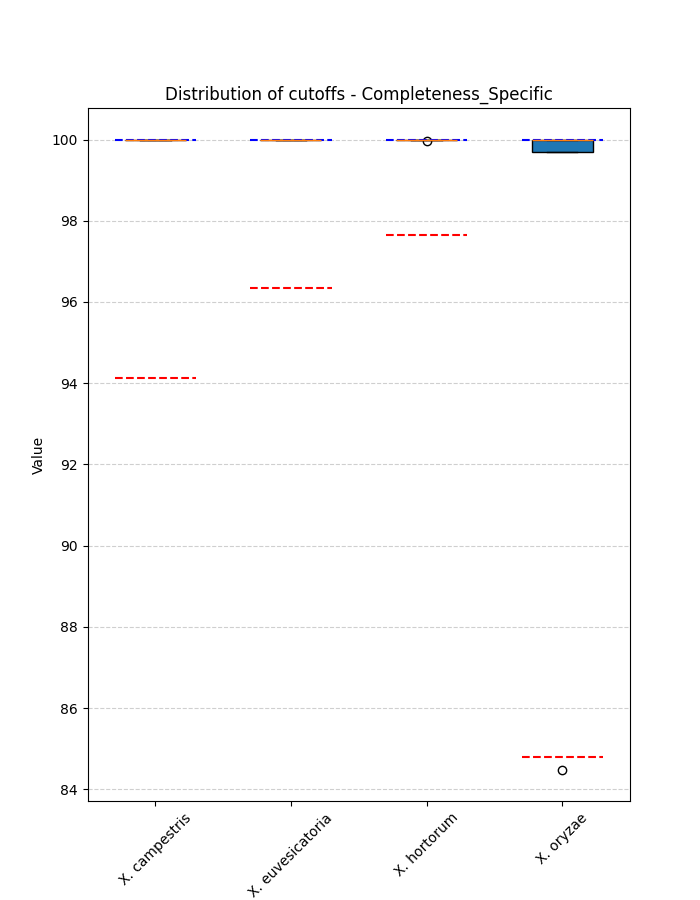 Distribution of cutoffs - Completeness_Specific
100
98
96
94
92
90
88
86
84
Value
X. campestris
X. euvesicatoria
X. hortorum
X. oryzae